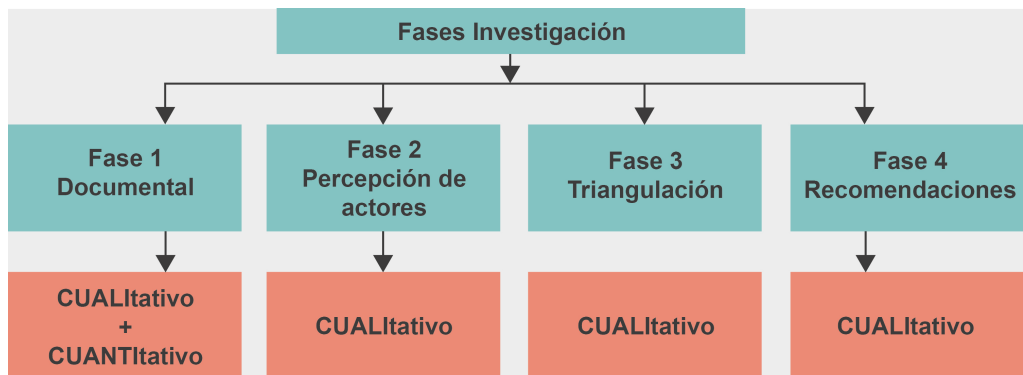 Fases Investigación
Fase 1
Documental
Fase 2
Percepción de
actores
Fase 3
Triangulación
Fase 4
Recomendaciones
CUALItativo
+
CUANTItativo
CUALItativo
CUALItativo
CUALItativo